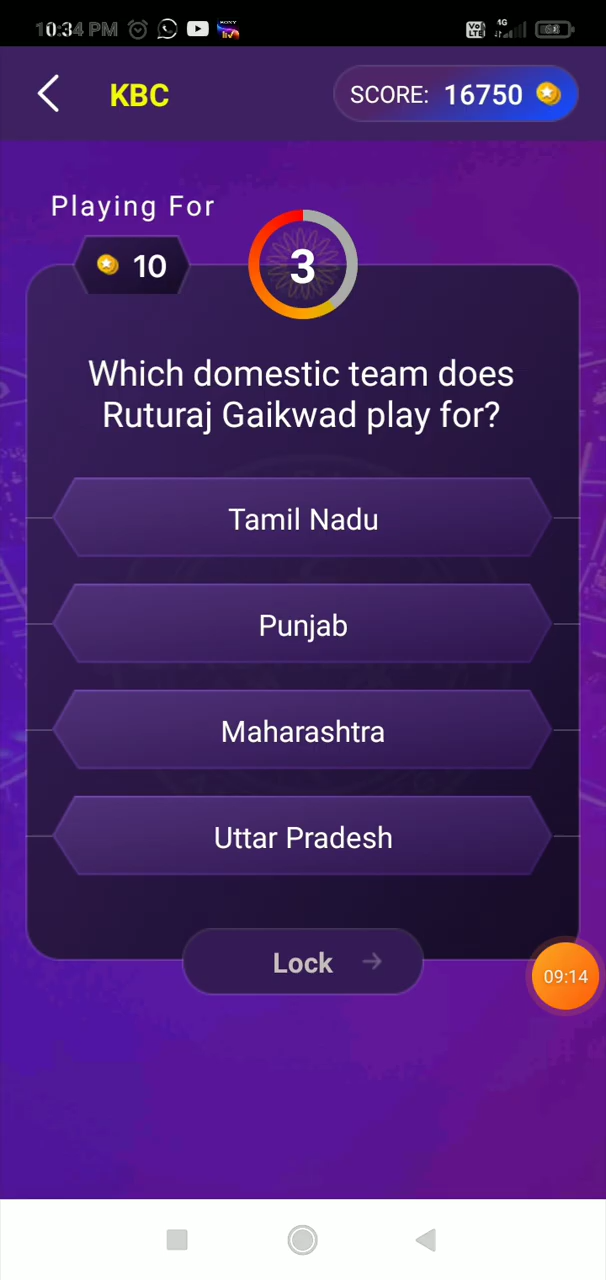 10:34 PM
KBC
SCORE: 16750
Playing For
10
3
Which domestic team does
Ruturaj Gaikwad play for?
Tamil Nadu
Punjab
Maharashtra
Uttar Pradesh
Lock
09:14